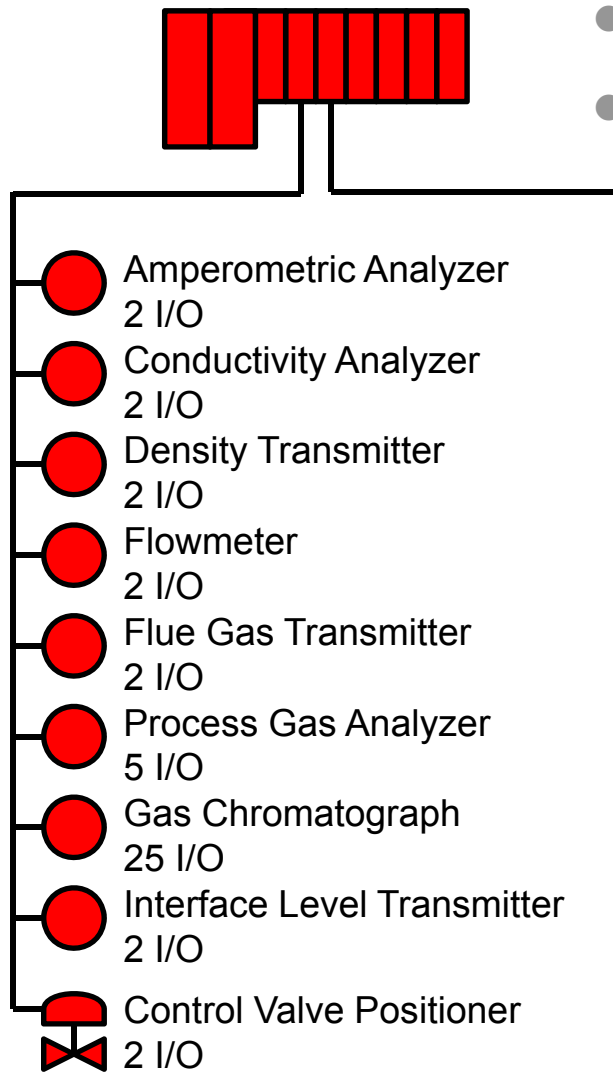 Amperometric Analyzer
2 I/O
Conductivity Analyzer
2 I/O
Density Transmitter
2 I/O
Flowmeter
2 I/O
Flue Gas Transmitter
2 I/O
Process Gas Analyzer
5 I/O
Gas Chromatograph
25 I/O
Interface Level Transmitter
2 I/O
Control Valve Positioner
2 I/O